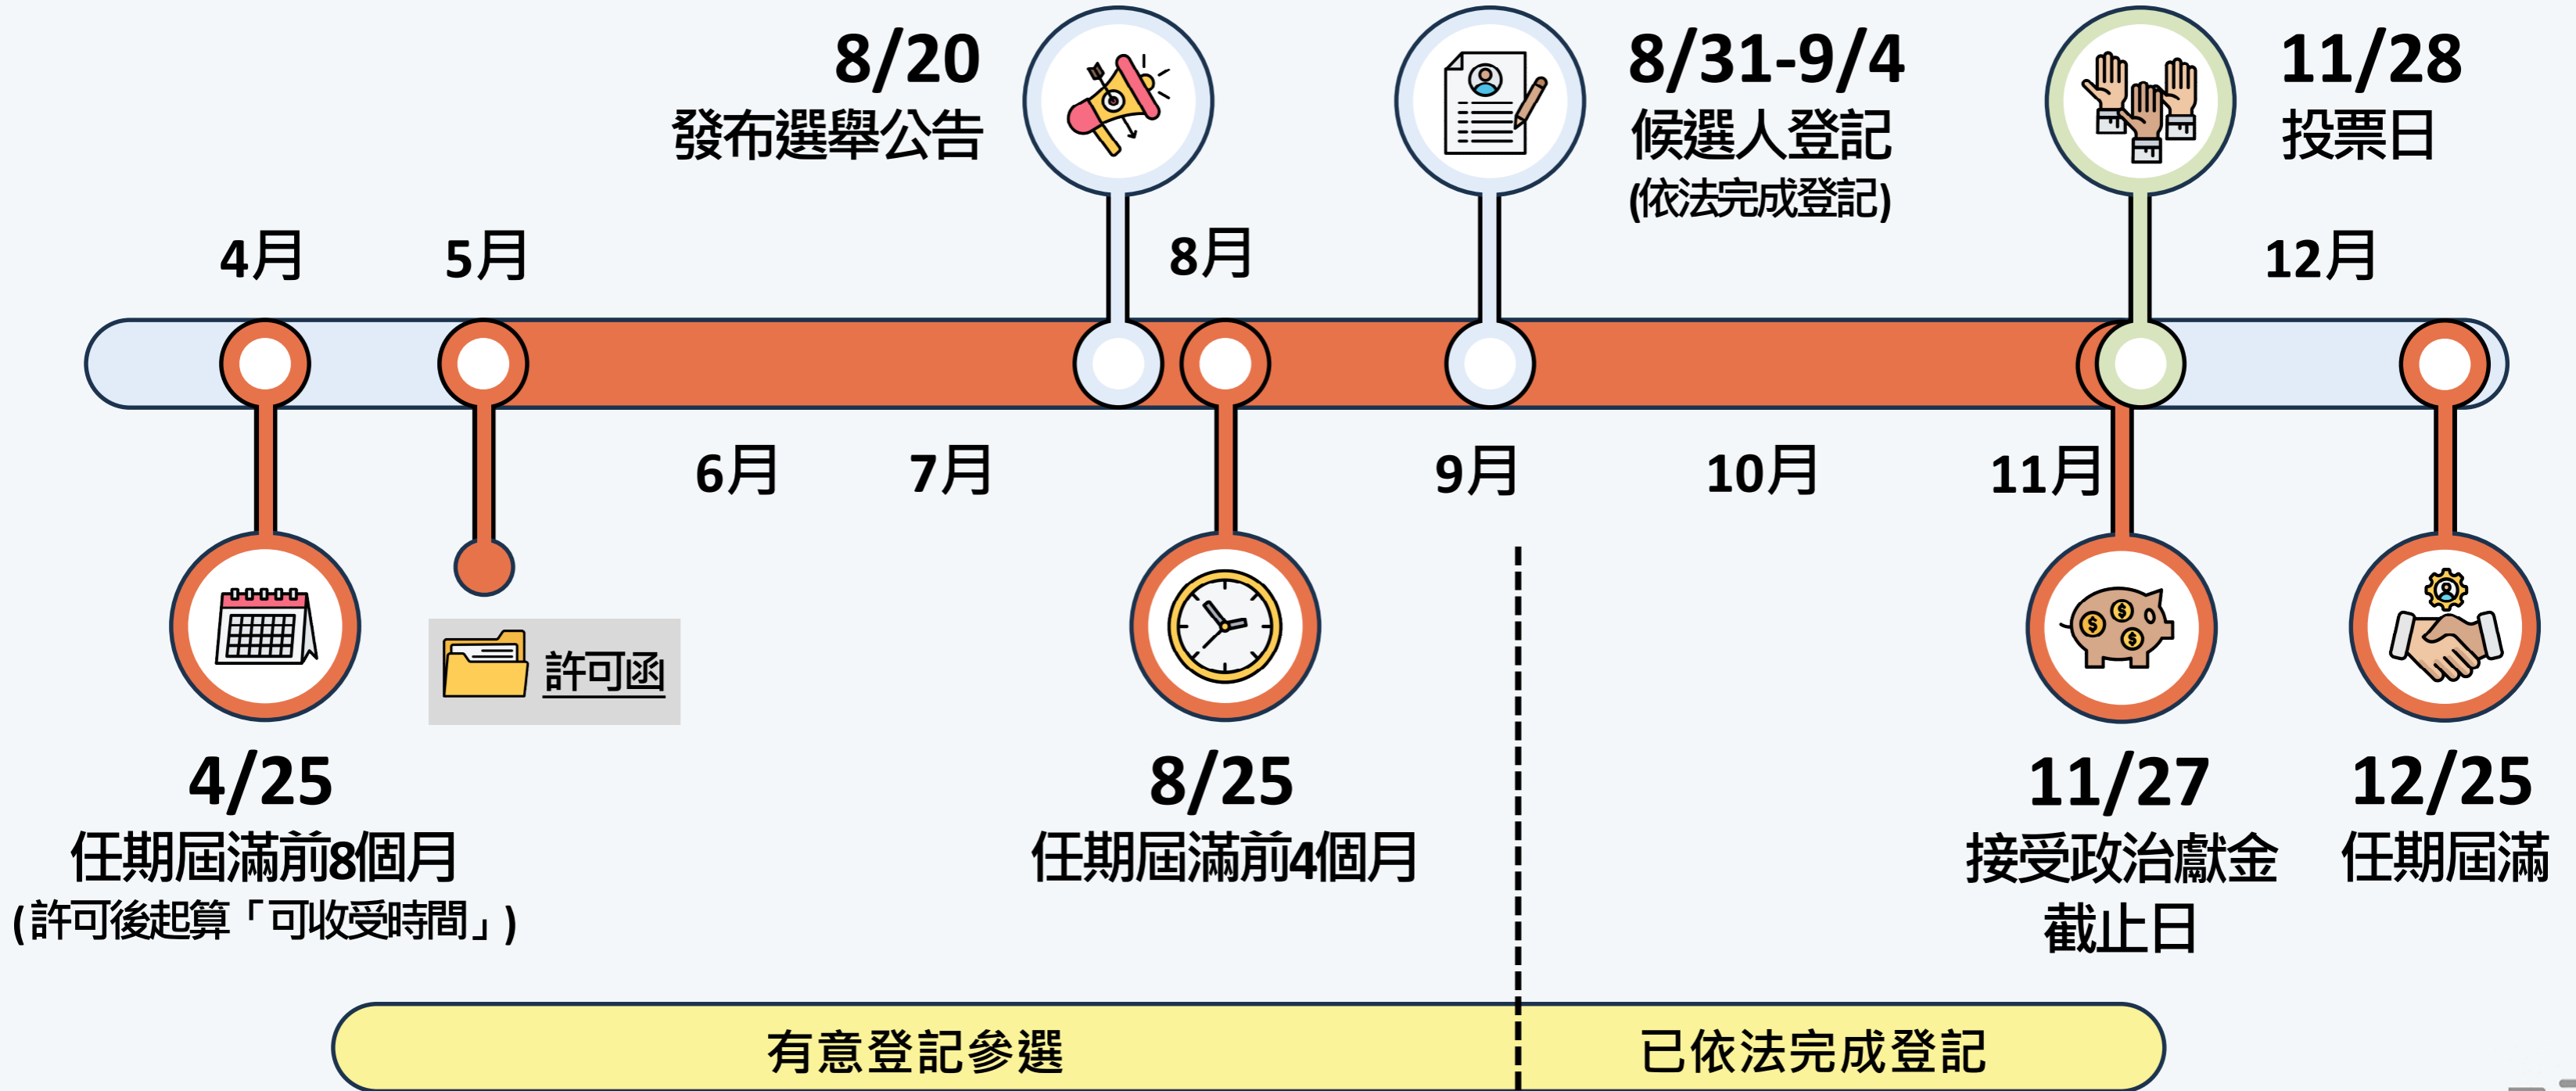 8/20
發布選舉公告
8/31-9/4
候選人登記
(依法完成登記)
11/28
投票日
4月
5月
8月
12月
6月
7月
9月
10月
11月
許可函
4/25
任期屆滿前8個月
(許可後起算「可收受時間」)
8/25
任期屆滿前4個月
11/27
接受政治獻金
截止日
12/25
任期屆滿
有意登記參選
已依法完成登記